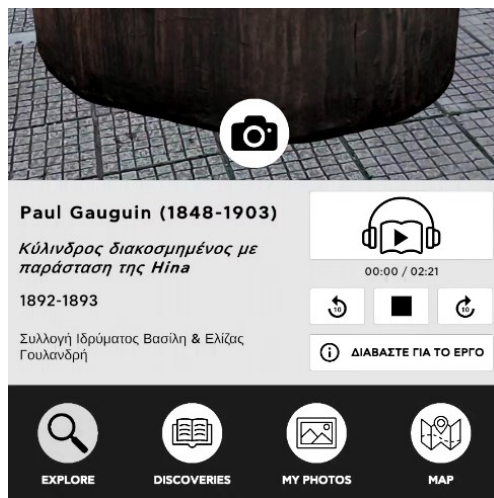 Paul Gauguin (1848-1903)
Κύλινδρος διακοσμημένος με
παράσταση της Hina
1892-1893
Συλλογή Ιδρύματος Βασίλη & Ελίζας
Γουλανδρή
00:00 / 02:21
10
10
ΔΙΑΒΑΣΤΕ ΓΙΑ ΤΟ ΕΡΓΟ
EXPLORE
DISCOVERIES
MY PHOTOS
MAP